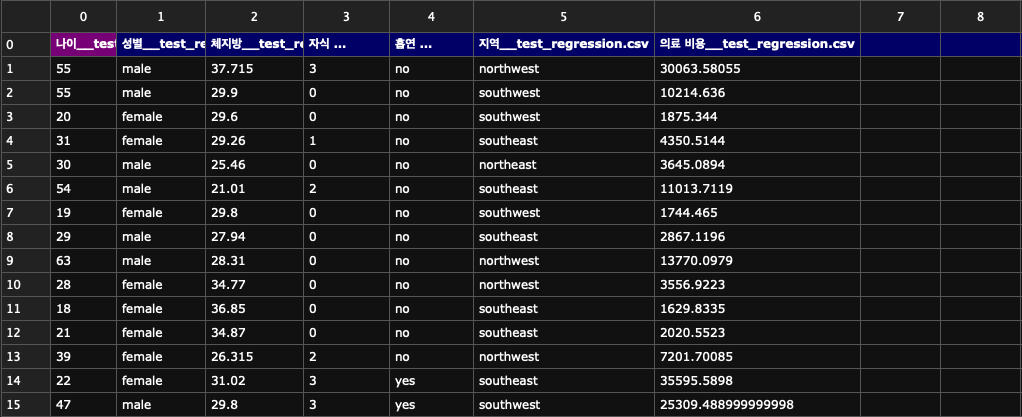 0 1 2 3 4 5 6 7 8
0 나이__test 성별__test_re 체지방__test_re 자식 ... 흡연 ... 지역__test_regression.csv 의료 비용__test_regression.csv
1 55 male 37.715 3 no northwest 30063.58055
2 55 male 29.9 0 no southwest 10214.636
3 20 female 29.6 0 no southwest 1875.344
4 31 female 29.26 1 no southeast 4350.5144
5 30 male 25.46 0 no northeast 3645.0894
6 54 male 21.01 2 no southeast 11013.7119
7 19 female 29.8 0 no southwest 1744.465
8 29 male 27.94 0 no southeast 2867.1196
9 63 male 28.31 0 no northwest 13770.0979
10 28 female 34.77 0 no northwest 3556.9223
11 18 female 36.85 0 no southeast 1629.8335
12 21 female 34.87 0 no southeast 2020.5523
13 39 female 26.315 2 no northwest 7201.70085
14 22 female 31.02 3 yes southeast 35595.5898
15 47 male 29.8 3 yes southwest 25309.488999999998